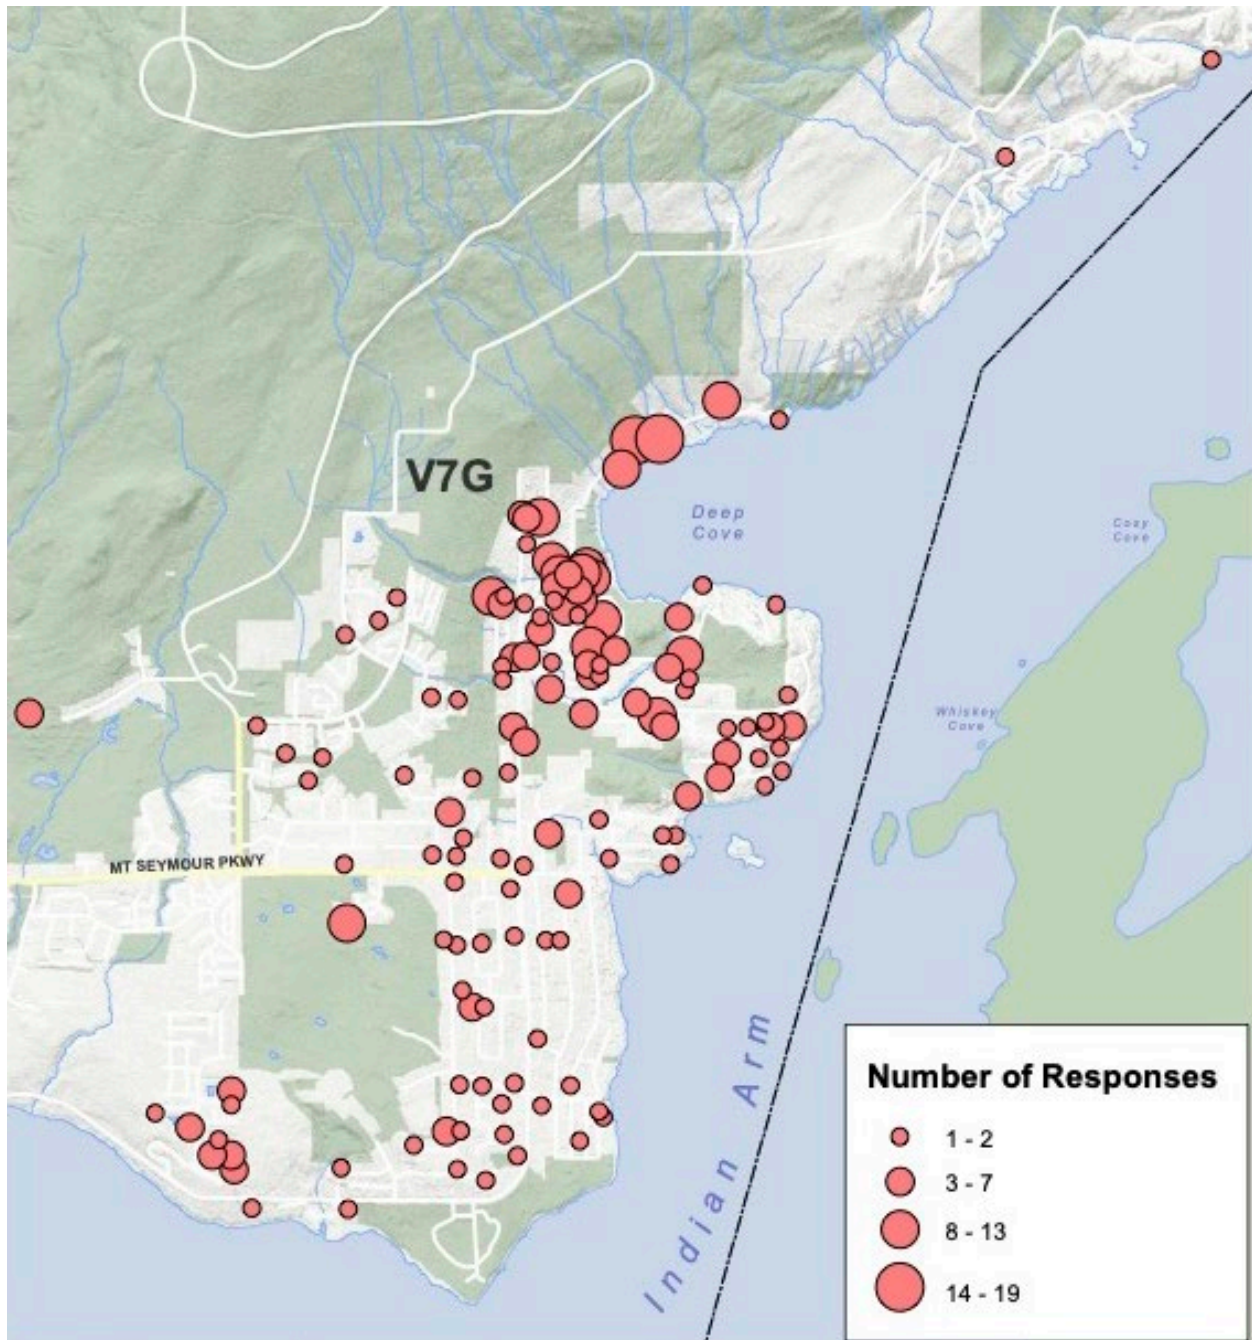 V7G
Deep
Cove
Cosy
Cove
Whiskey
Cove
MT SEYMOUR PKWY
Indian Arm
Number of Responses
1 - 2
3 - 7
8 - 13
14 - 19